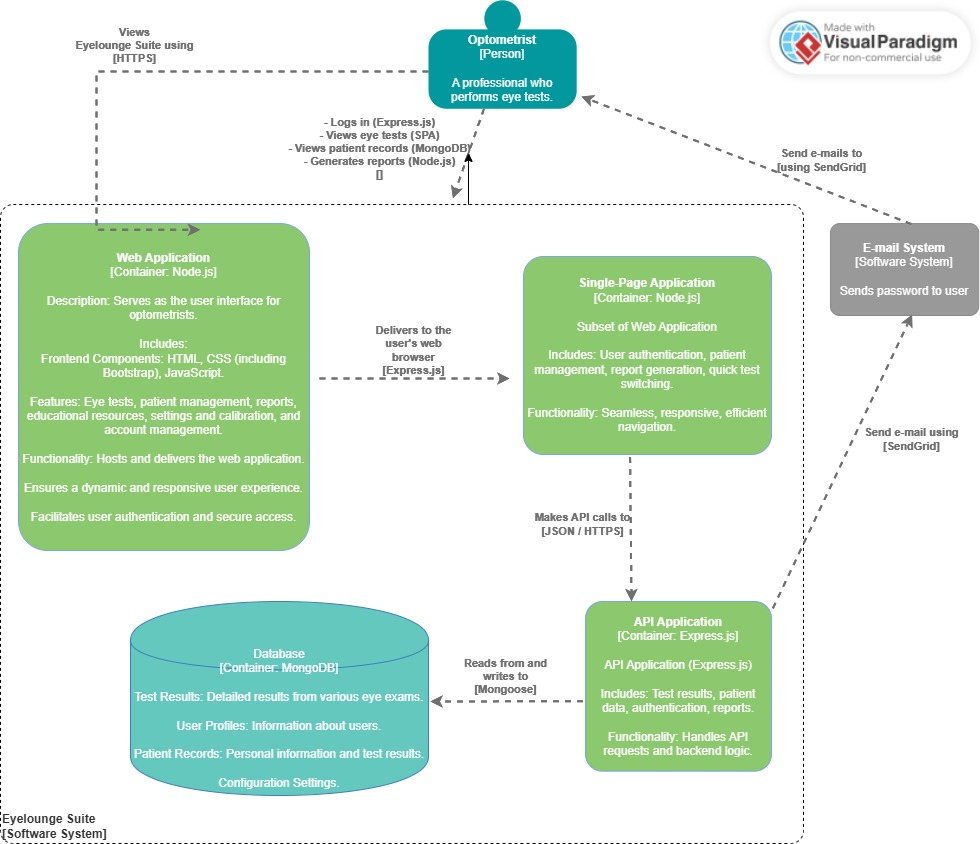 Made with
Visual Paradigm
For non-commercial use
Optometrist
[Person]
A professional who
performs eye tests.
Views
Eyelounge Suite using
[HTTPS]
- Logs in (Express.js)
- Views eye tests (SPA)
- Views patient records (MongoDB)
- Generates reports (Node.js)
[]
Send e-mails to
[using SendGrid]
E-mail System
[Software System]
Sends password to user
Web Application
[Container: Node.js]
Description: Serves as the user interface for
optometrists.
Includes:
Frontend Components: HTML, CSS (including
Bootstrap), JavaScript.
Features: Eye tests, patient management, reports,
educational resources, settings and calibration, and
account management.
Functionality: Hosts and delivers the web application.
Ensures a dynamic and responsive user experience.
Facilitates user authentication and secure access.
Delivers to the
user's web
browser
[Express.js]
Single-Page Application
[Container: Node.js]
Subset of Web Application
Includes: User authentication, patient
management, report generation, quick test
switching.
Functionality: Seamless, responsive, efficient
navigation.
Send e-mail using
[SendGrid]
Makes API calls to
[JSON / HTTPS]
API Application
[Container: Express.js]
API Application (Express.js)
Includes: Test results, patient
data, authentication, reports.
Functionality: Handles API
requests and backend logic.
Reads from and
writes to
[Mongoose]
Database
[Container: MongoDB]
Test Results: Detailed results from various eye exams.
User Profiles: Information about users.
Patient Records: Personal information and test results.
Configuration Settings.
Eyelounge Suite
[Software System]